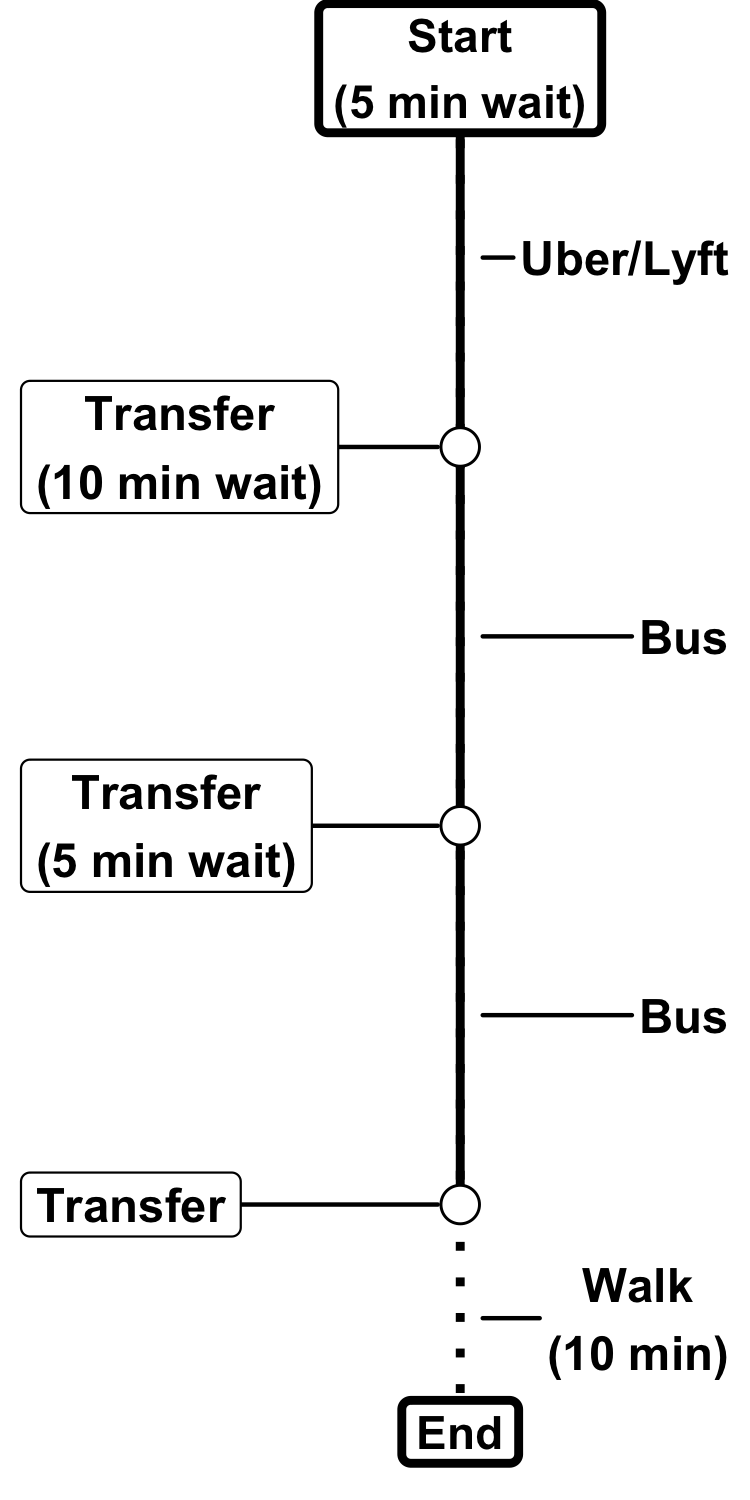 Start
(5 min wait)
Uber/Lyft
Transfer
(10 min wait)
Bus
Transfer
(5 min wait)
Bus
Transfer
Walk
(10 min)
End